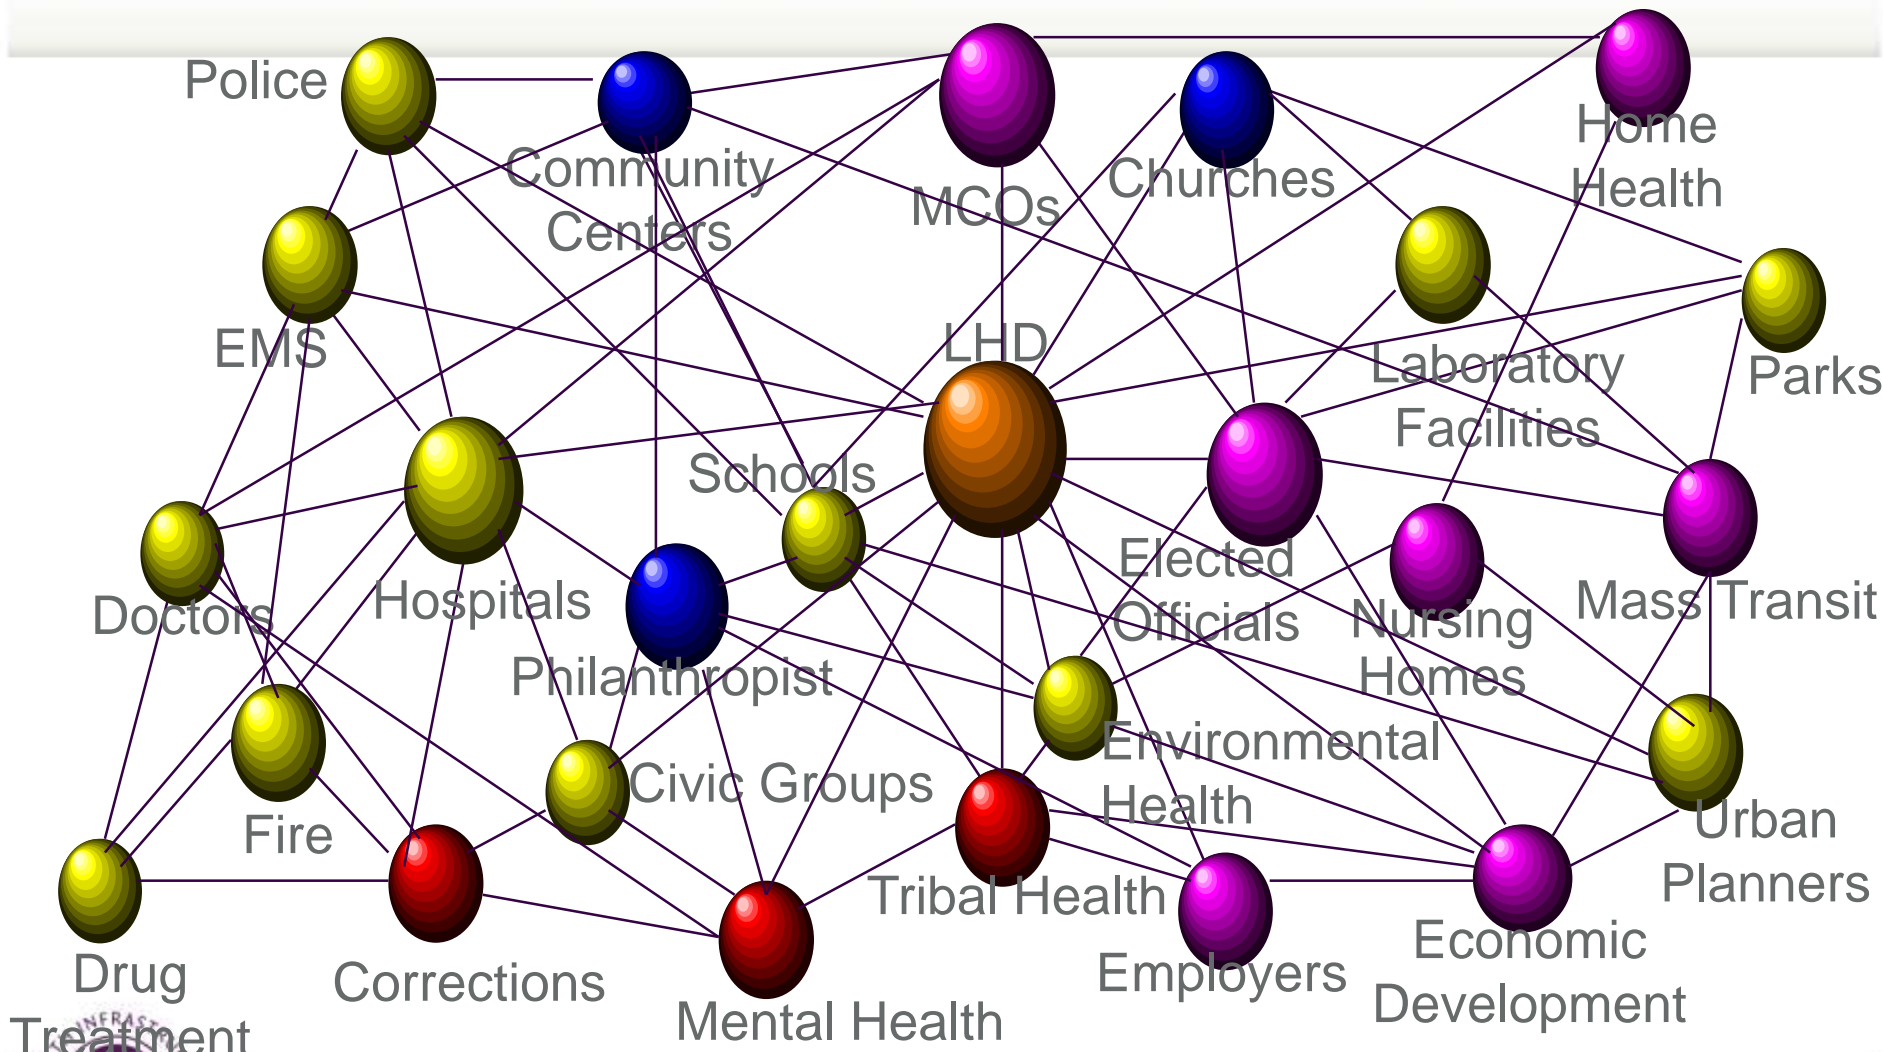 Police
Community
Centers
MCOs
Churches
Home
Health
EMS
LHD
Laboratory
Facilities
Parks
Schools
Doctors
Hospitals
Philanthropist
Elected
Officials
Nursing
Homes
Mass Transit
Fire
Civic Groups
Environmental
Health
Urban
Planners
Drug
Treatment
Corrections
Mental Health
Tribal Health
Employers
Economic
Development